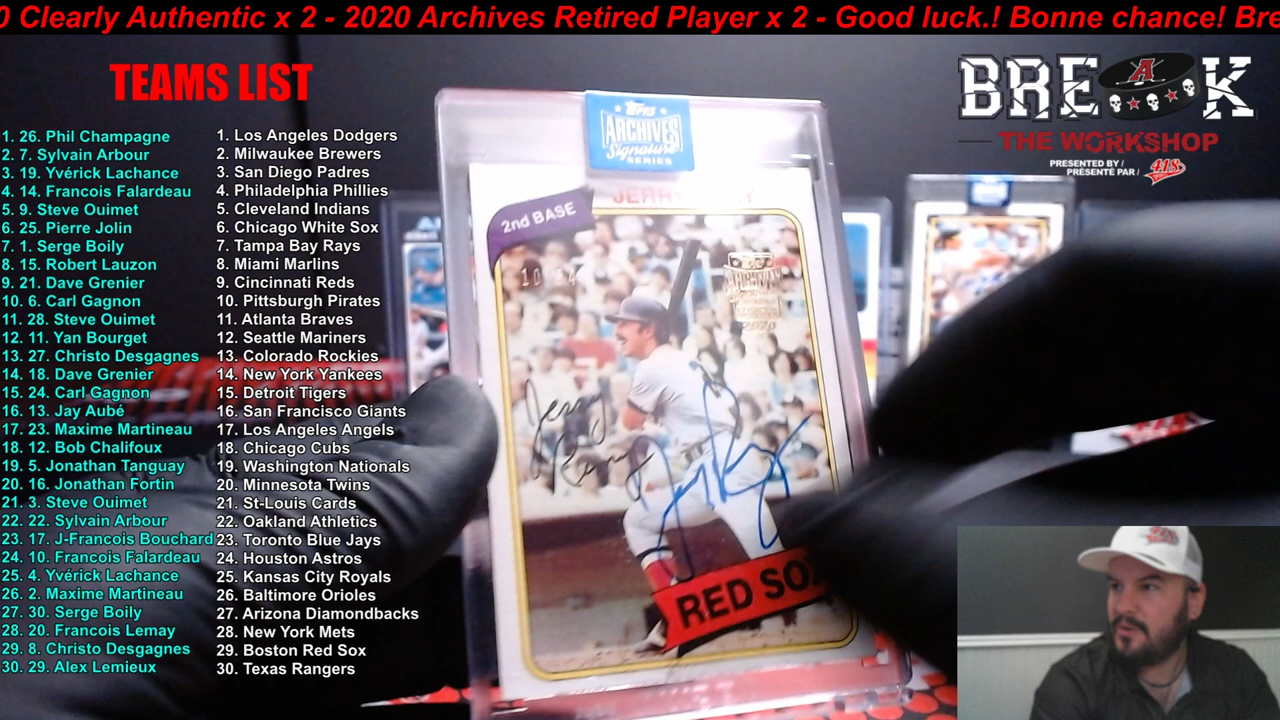 0 Clearly Authentic x 2 - 2020 Archives Retired Player x 2 - Good luck.! Bonne chance! Bre
TEAMS LIST
1. 26. Phil Champagne
2. 7. Sylvain Arbour
3. 19. Yvérick Lachance
4. 14. Francois Falardeau
5. 9. Steve Ouimet
6. 25. Pierre Jolin
7. 1. Serge Boily
8. 15. Robert Lauzon
9. 21. Dave Grenier
10. 6. Carl Gagnon
11. 28. Steve Ouimet
12. 11. Yan Bourget
13. 27. Christo Desgagnes
14. 18. Dave Grenier
15. 24. Carl Gagnon
16. 13. Jay Aubé
17. 23. Maxime Martineau
18. 12. Bob Chalifoux
19. 5. Jonathan Tanguay
20. 16. Jonathan Fortin
21. 3. Steve Ouimet
22. 22. Sylvain Arbour
23. 17. J-Francois Bouchard
24. 10. Francois Falardeau
25. 4. Yvérick Lachance
26. 2. Maxime Martineau
27. 30. Serge Boily
28. 20. Francois Lemay
29. 8. Christo Desgagnes
30. 29. Alex Lemieux
1. Los Angeles Dodgers
2. Milwaukee Brewers
3. San Diego Padres
4. Philadelphia Phillies
5. Cleveland Indians
6. Chicago White Sox
7. Tampa Bay Rays
8. Miami Marlins
9. Cincinnati Reds
10. Pittsburgh Pirates
11. Atlanta Braves
12. Seattle Mariners
13. Colorado Rockies
14. New York Yankees
15. Detroit Tigers
16. San Francisco Giants
17. Los Angeles Angels
18. Chicago Cubs
19. Washington Nationals
20. Minnesota Twins
21. St-Louis Cards
22. Oakland Athletics
23. Toronto Blue Jays
24. Houston Astros
25. Kansas City Royals
26. Baltimore Orioles
27. Arizona Diamondbacks
28. New York Mets
29. Boston Red Sox
30. Texas Rangers
TOPPS
ARCHIVES
Signature
SERIES
2nd BASE
ARCHIVES
2020
Jerry
Remy
RED SOX
BREAK
THE WORKSHOP
PRESENTED BY /
PRÉSENTÉ PAR /
418